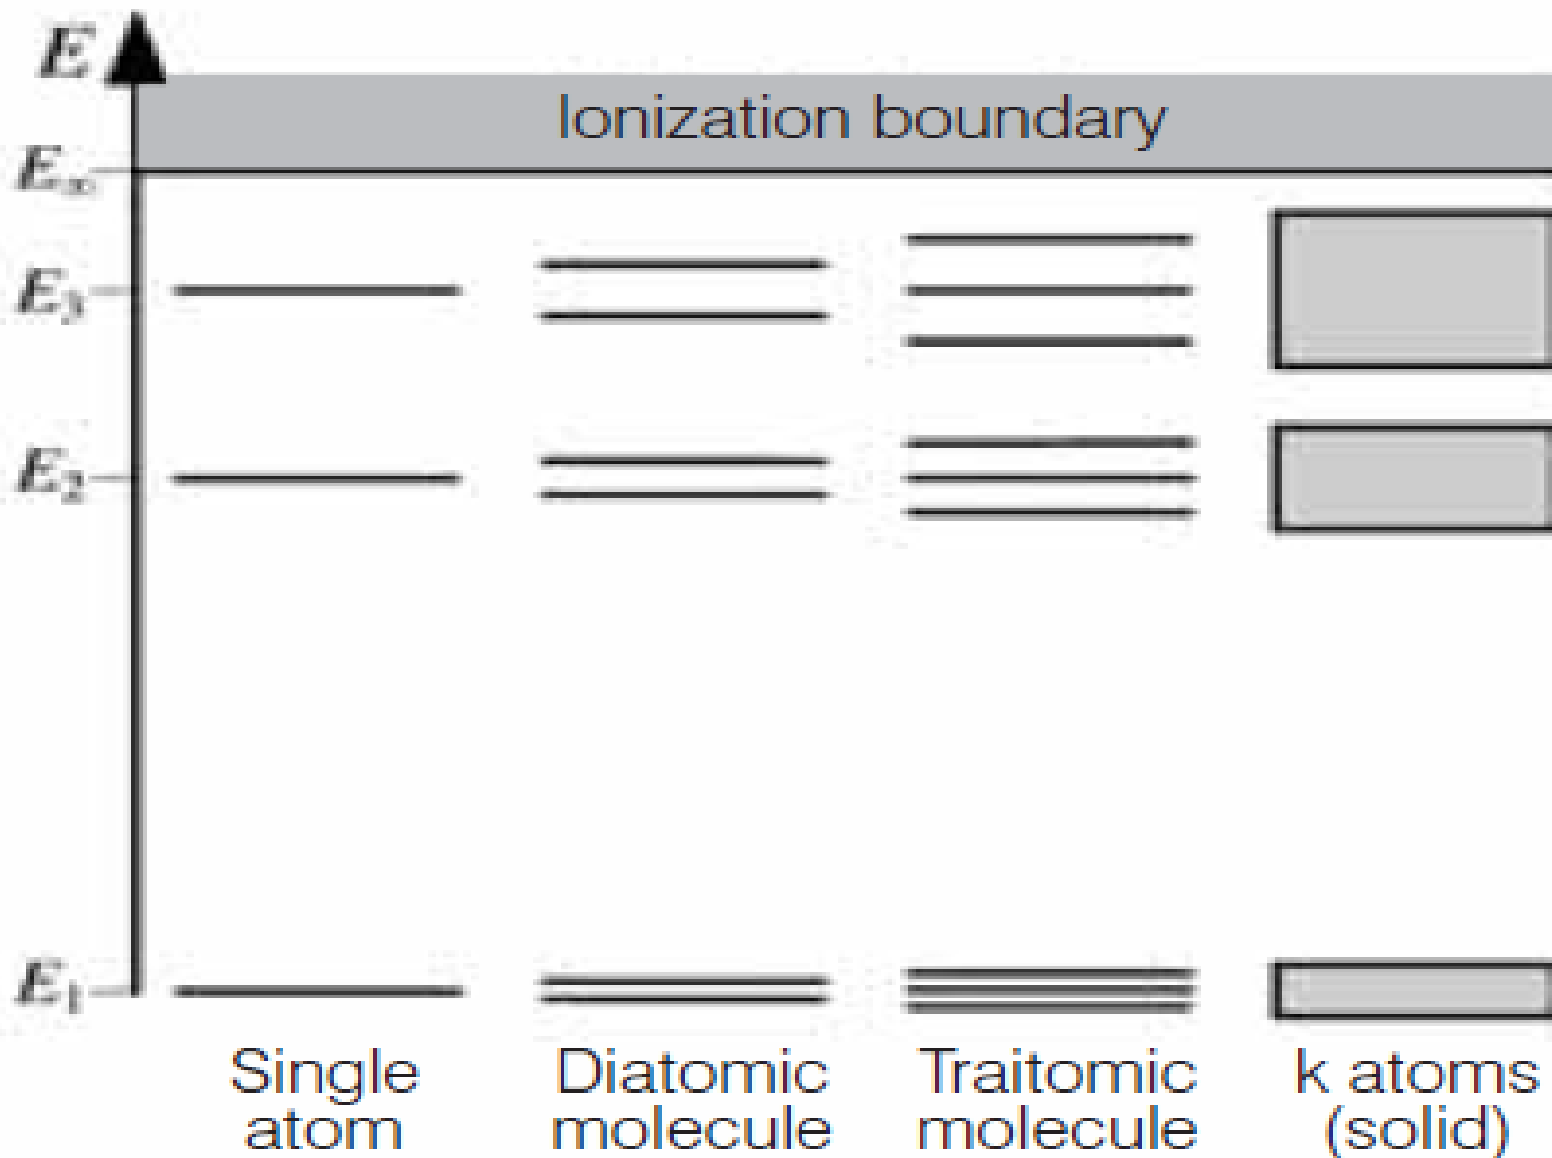 E
Ionization boundary
E∞
E3
E2
E1
Single
atom
Diatomic
molecule
Traitomic
molecule
k atoms
(solid)